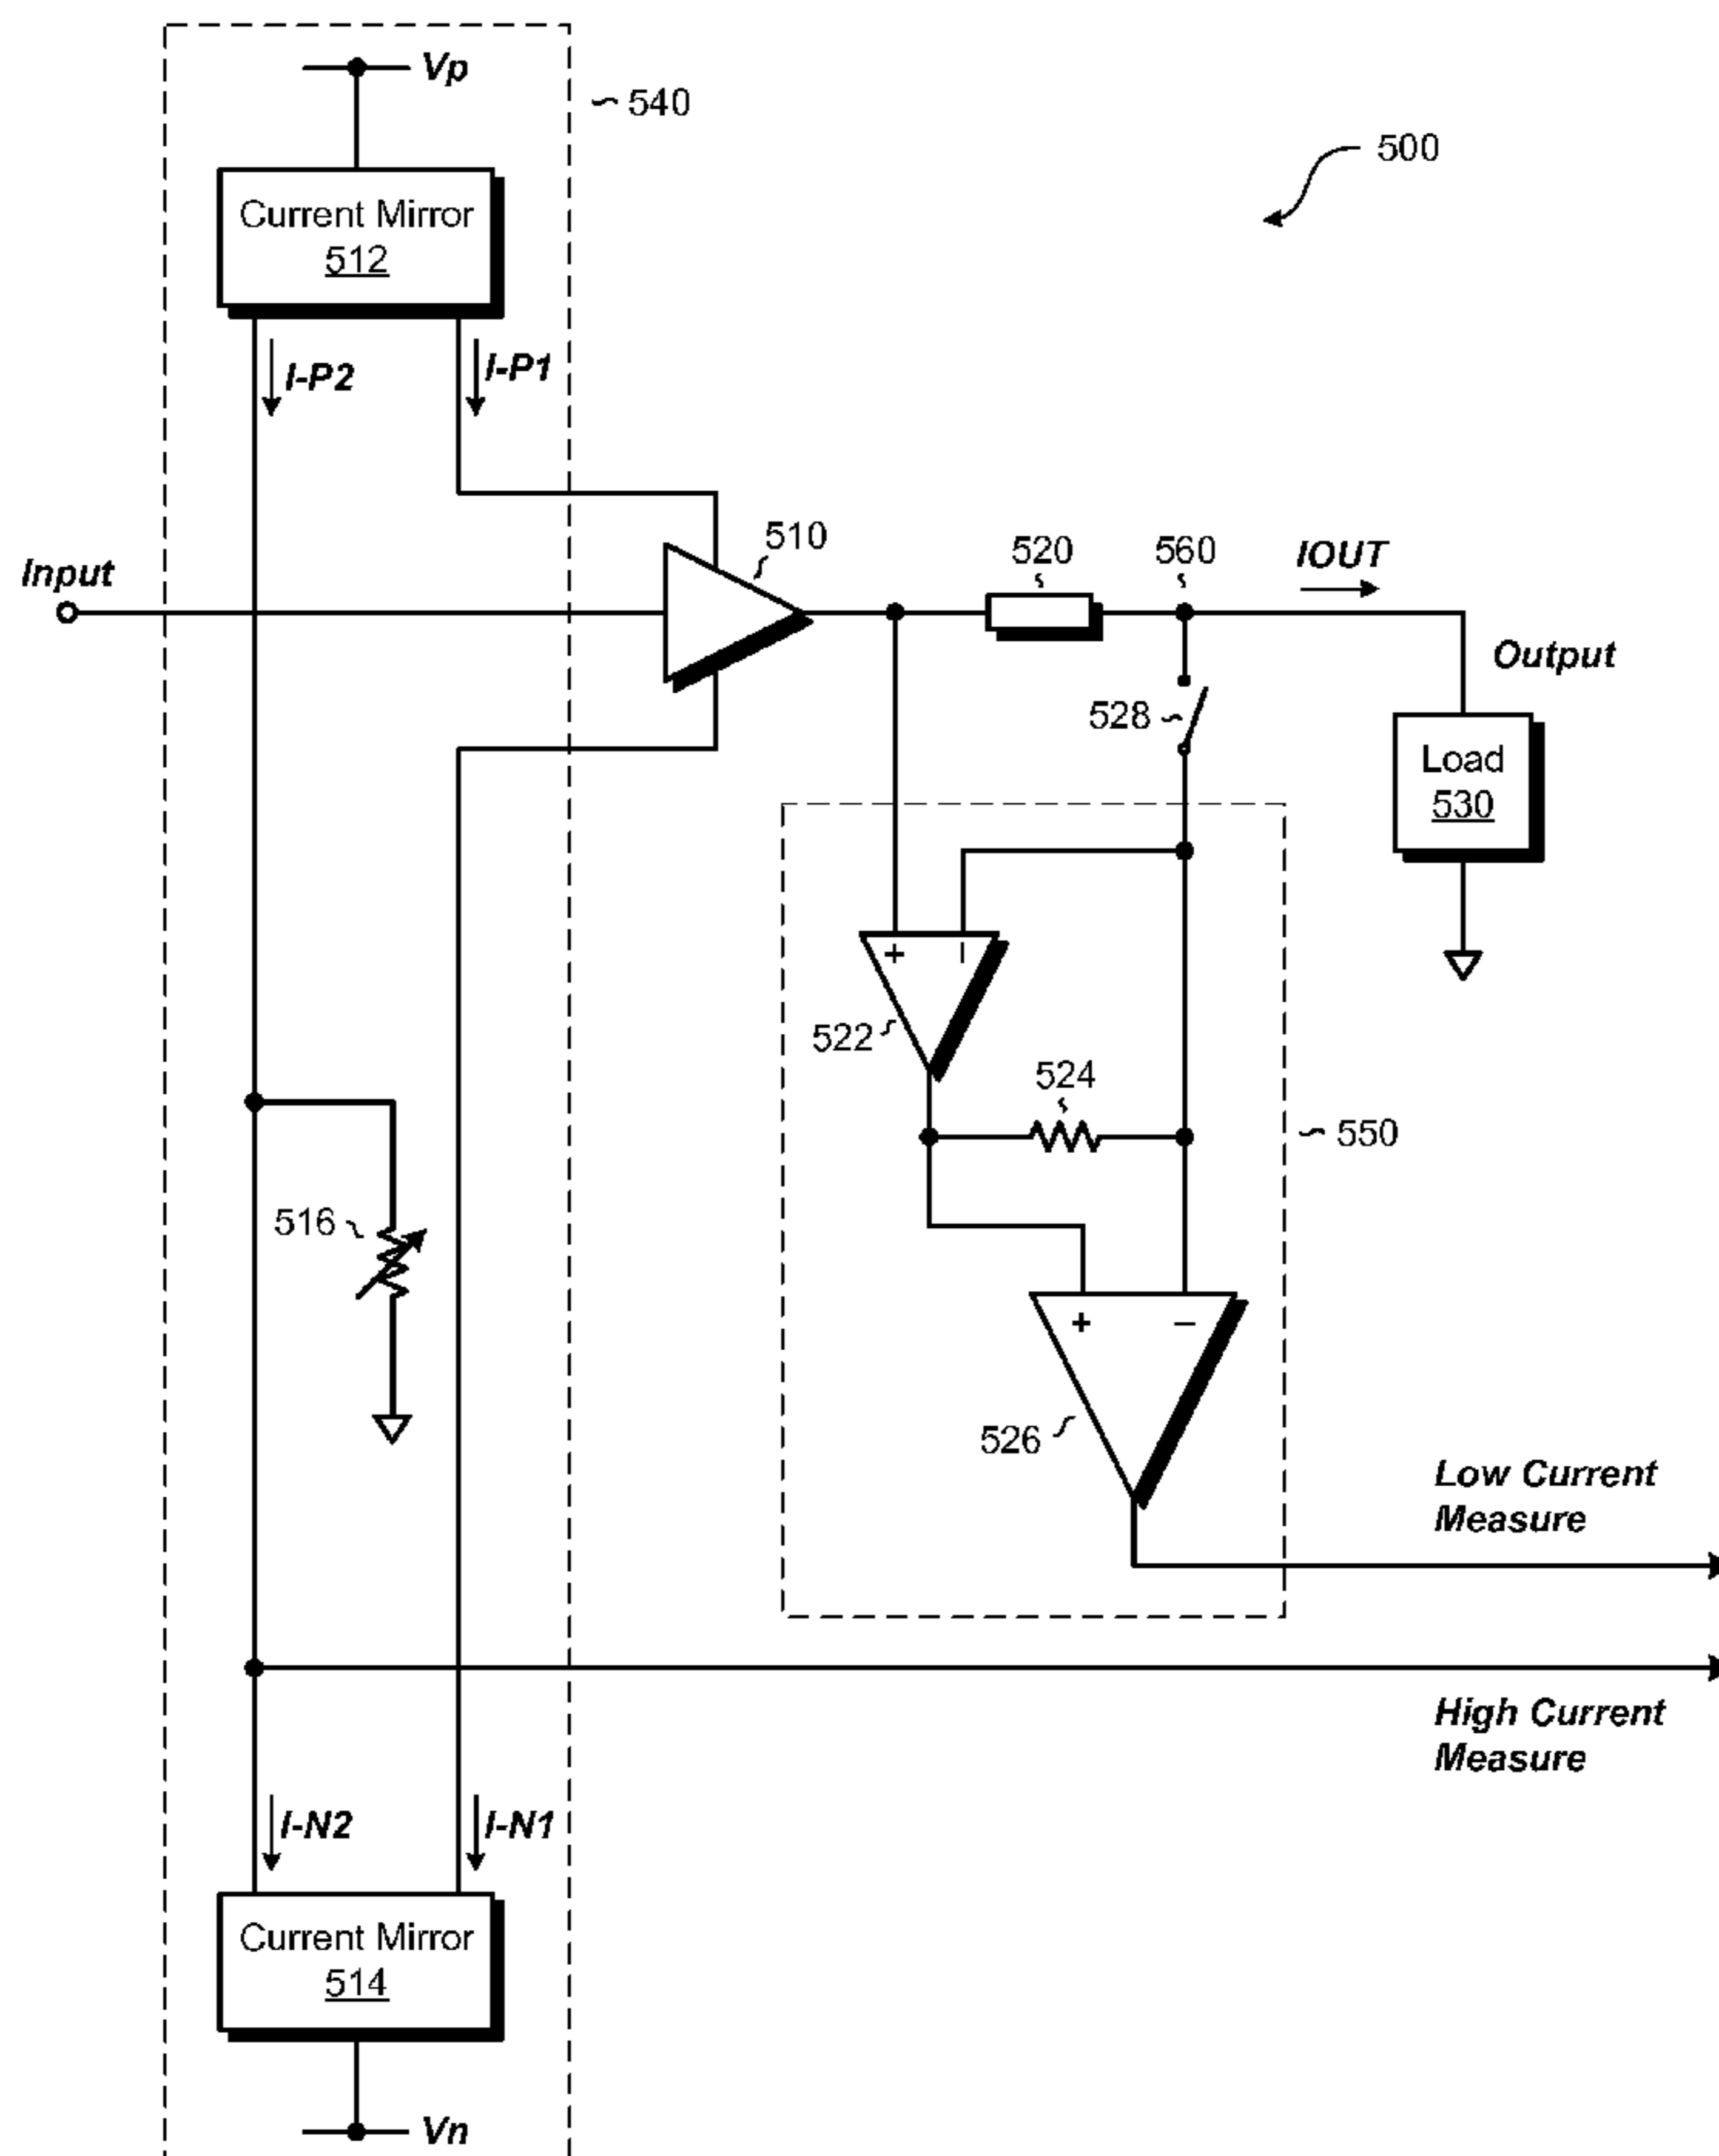 Vp
540
500
Current Mirror
512
I-P2
I-P1
510
520
560
IOUT
Input
Output
528
Load
530
+
–
522
524
550
516
+
–
526
Low Current
Measure
High Current
Measure
I-N2
I-N1
Current Mirror
514
Vn